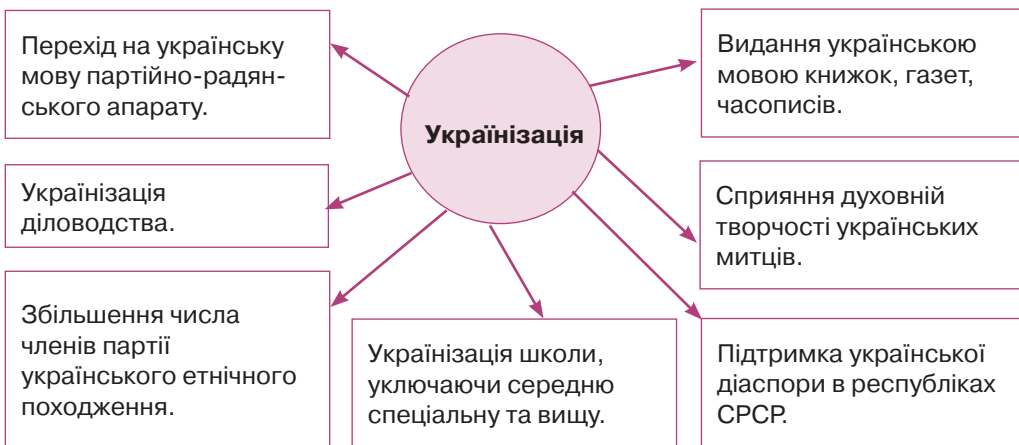 Перехід на українську
мову партійно-радян-
ського апарату.
Українізація
діловодства.
Збільшення числа
членів партії
українського етнічного
походження.
Українізація
Українізація школи,
уключаючи середню
спеціальну та вищу.
Видання українською
мовою книжок, газет,
часописів.
Сприяння духовній
творчості українських
митців.
Підтримка української
діаспори в республіках
СРСР.